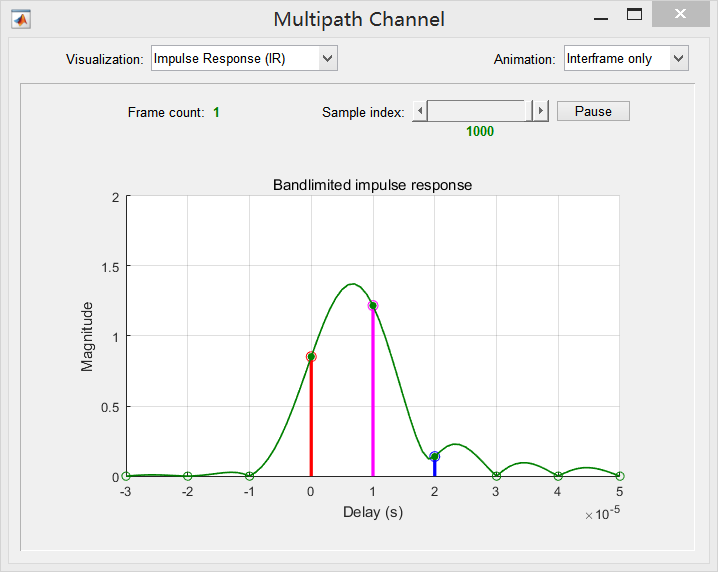 Multipath Channel
Visualization: Impulse Response (IR) Animation: Interframe only
Frame count: 1 Sample index: Pause
1000
Bandlimited impulse response
2
1.5
1
0.5
0
Magnitude
-3 -2 -1 0 1 2 3 4 5
Delay (s)
×10-5